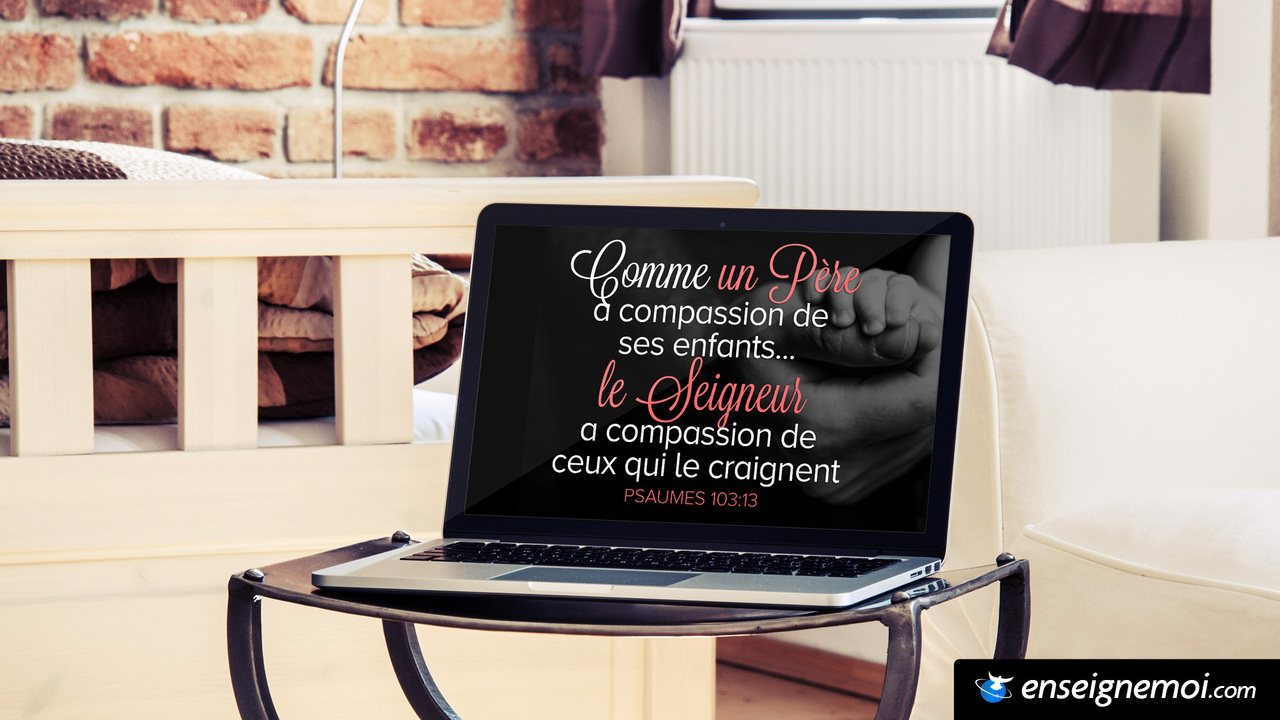 Comme un Père
a compassion de
ses enfants...
le Seigneur
a compassion de
ceux qui le craignent
PSAUMES 103:13
enseignemoi.com